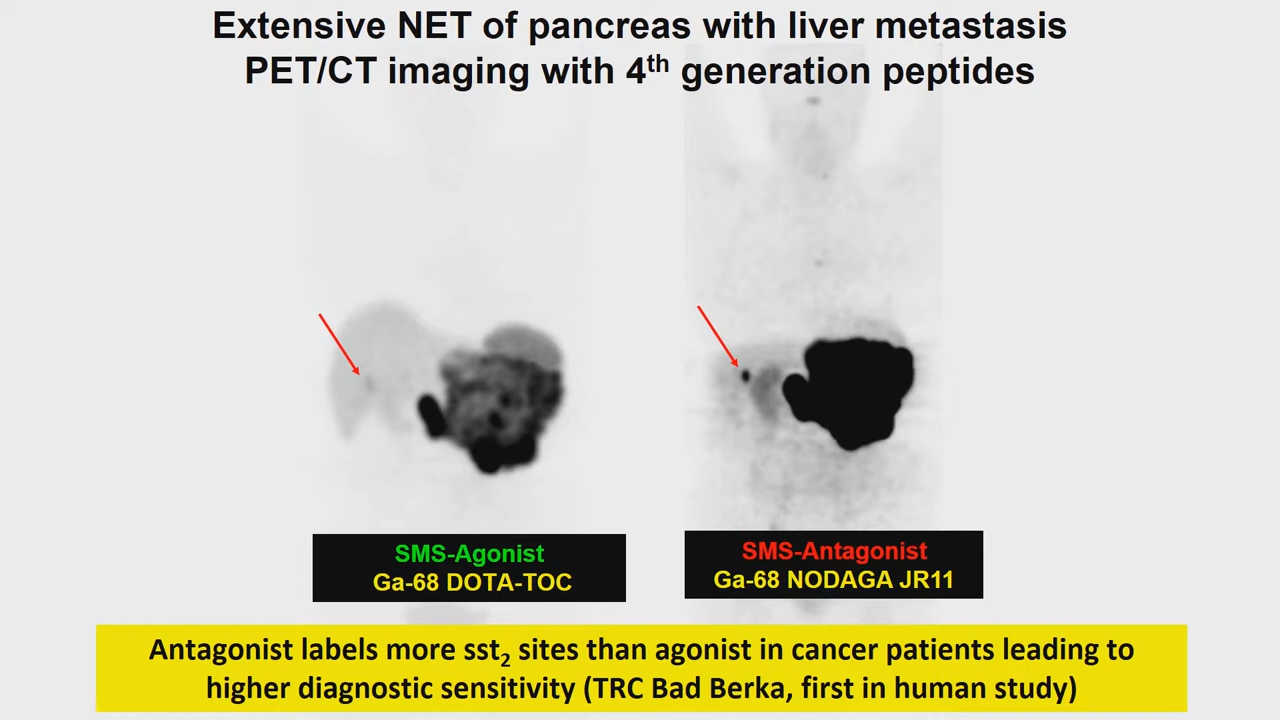 Extensive NET of pancreas with liver metastasis
PET/CT imaging with 4th generation peptides
SMS-Agonist
Ga-68 DOTA-TOC
SMS-Antagonist
Ga-68 NODAGA JR11
Antagonist labels more sst2 sites than agonist in cancer patients leading to
higher diagnostic sensitivity (TRC Bad Berka, first in human study)